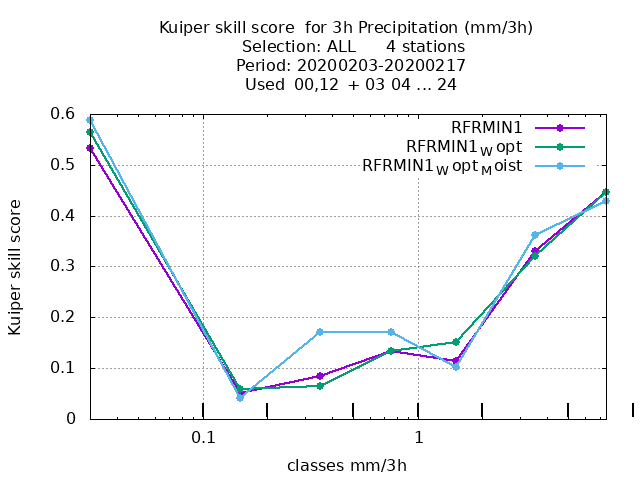 Kuiper skill score  for 3h Precipitation (mm/3h)
Selection: ALL      4 stations
Period: 20200203-20200217
Used  00,12  + 03 04 ... 24
RFRMIN1
RFRMIN1Wopt
RFRMIN1WoptMoist
0.6
0.5
0.4
0.3
0.2
0.1
0
Kuiper skill score
0.1 1
classes mm/3h